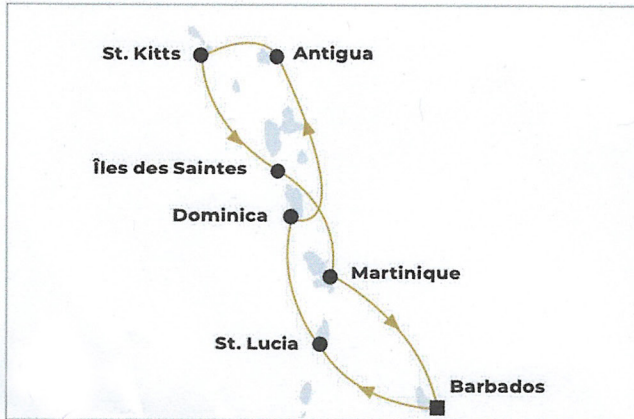 St. Kitts
Antigua
Îles des Saintes
Dominica
Martinique
St. Lucia
Barbados